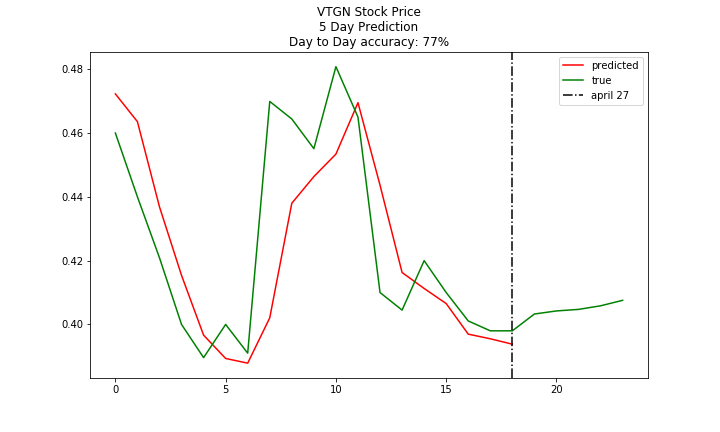 VTGN Stock Price
5 Day Prediction
Day to Day accuracy: 77%
predicted
true
april 27
0.48
0.46
0.44
0.42
0.40
0 5 10 15 20